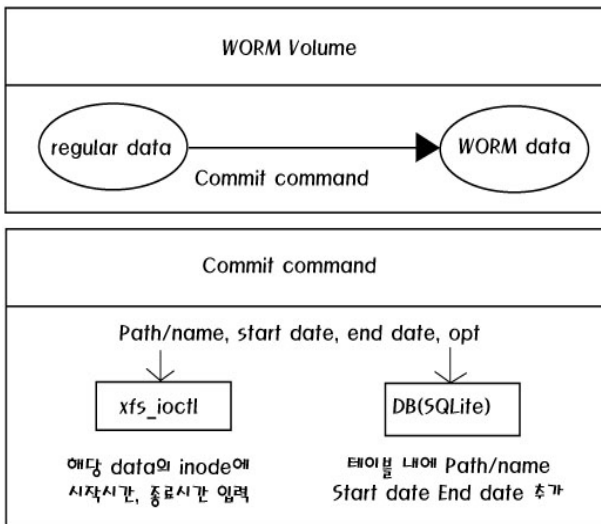 WORM Volume
regular data
WORM data
Commit command
Commit command
Path/name, start date, end date, opt
xfs_ioctl
DB(SQLite)
해당 data의 inode에
시작시간, 종료시간 입력
테이블 내에 Path/name
Start date End date 추가